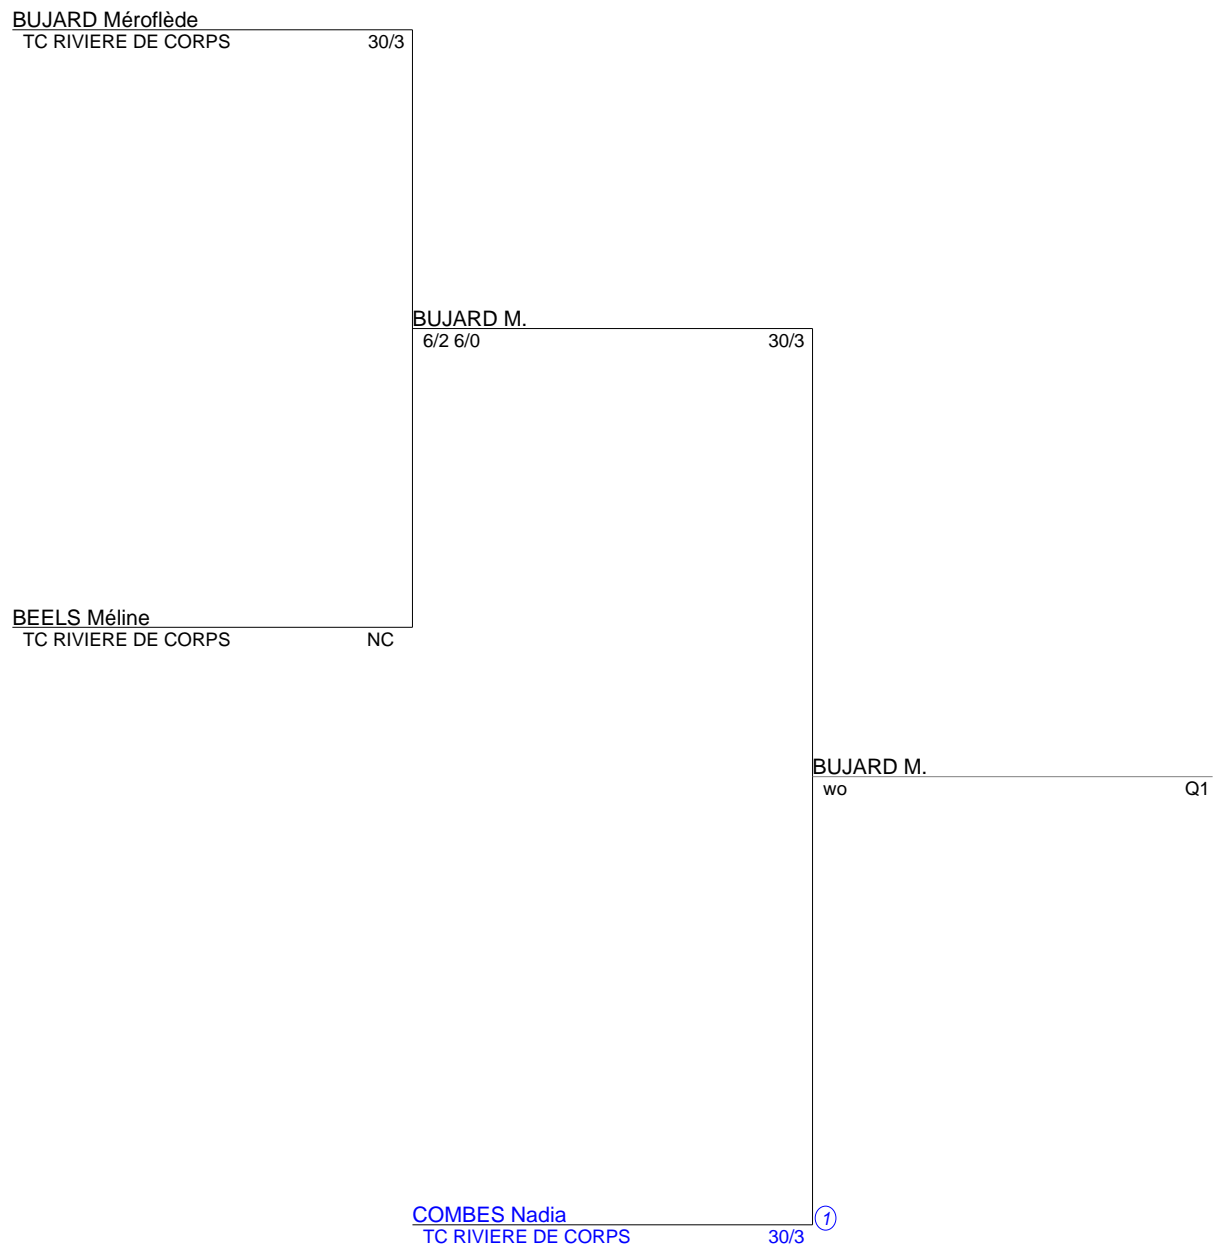 BUJARD Méroflède
TC RIVIERE DE CORPS 30/3
BUJARD M.
6/2 6/0 30/3
BEELS Méline
TC RIVIERE DE CORPS NC
BUJARD M.
wo Q1
COMBES Nadia 1
TC RIVIERE DE CORPS 30/3